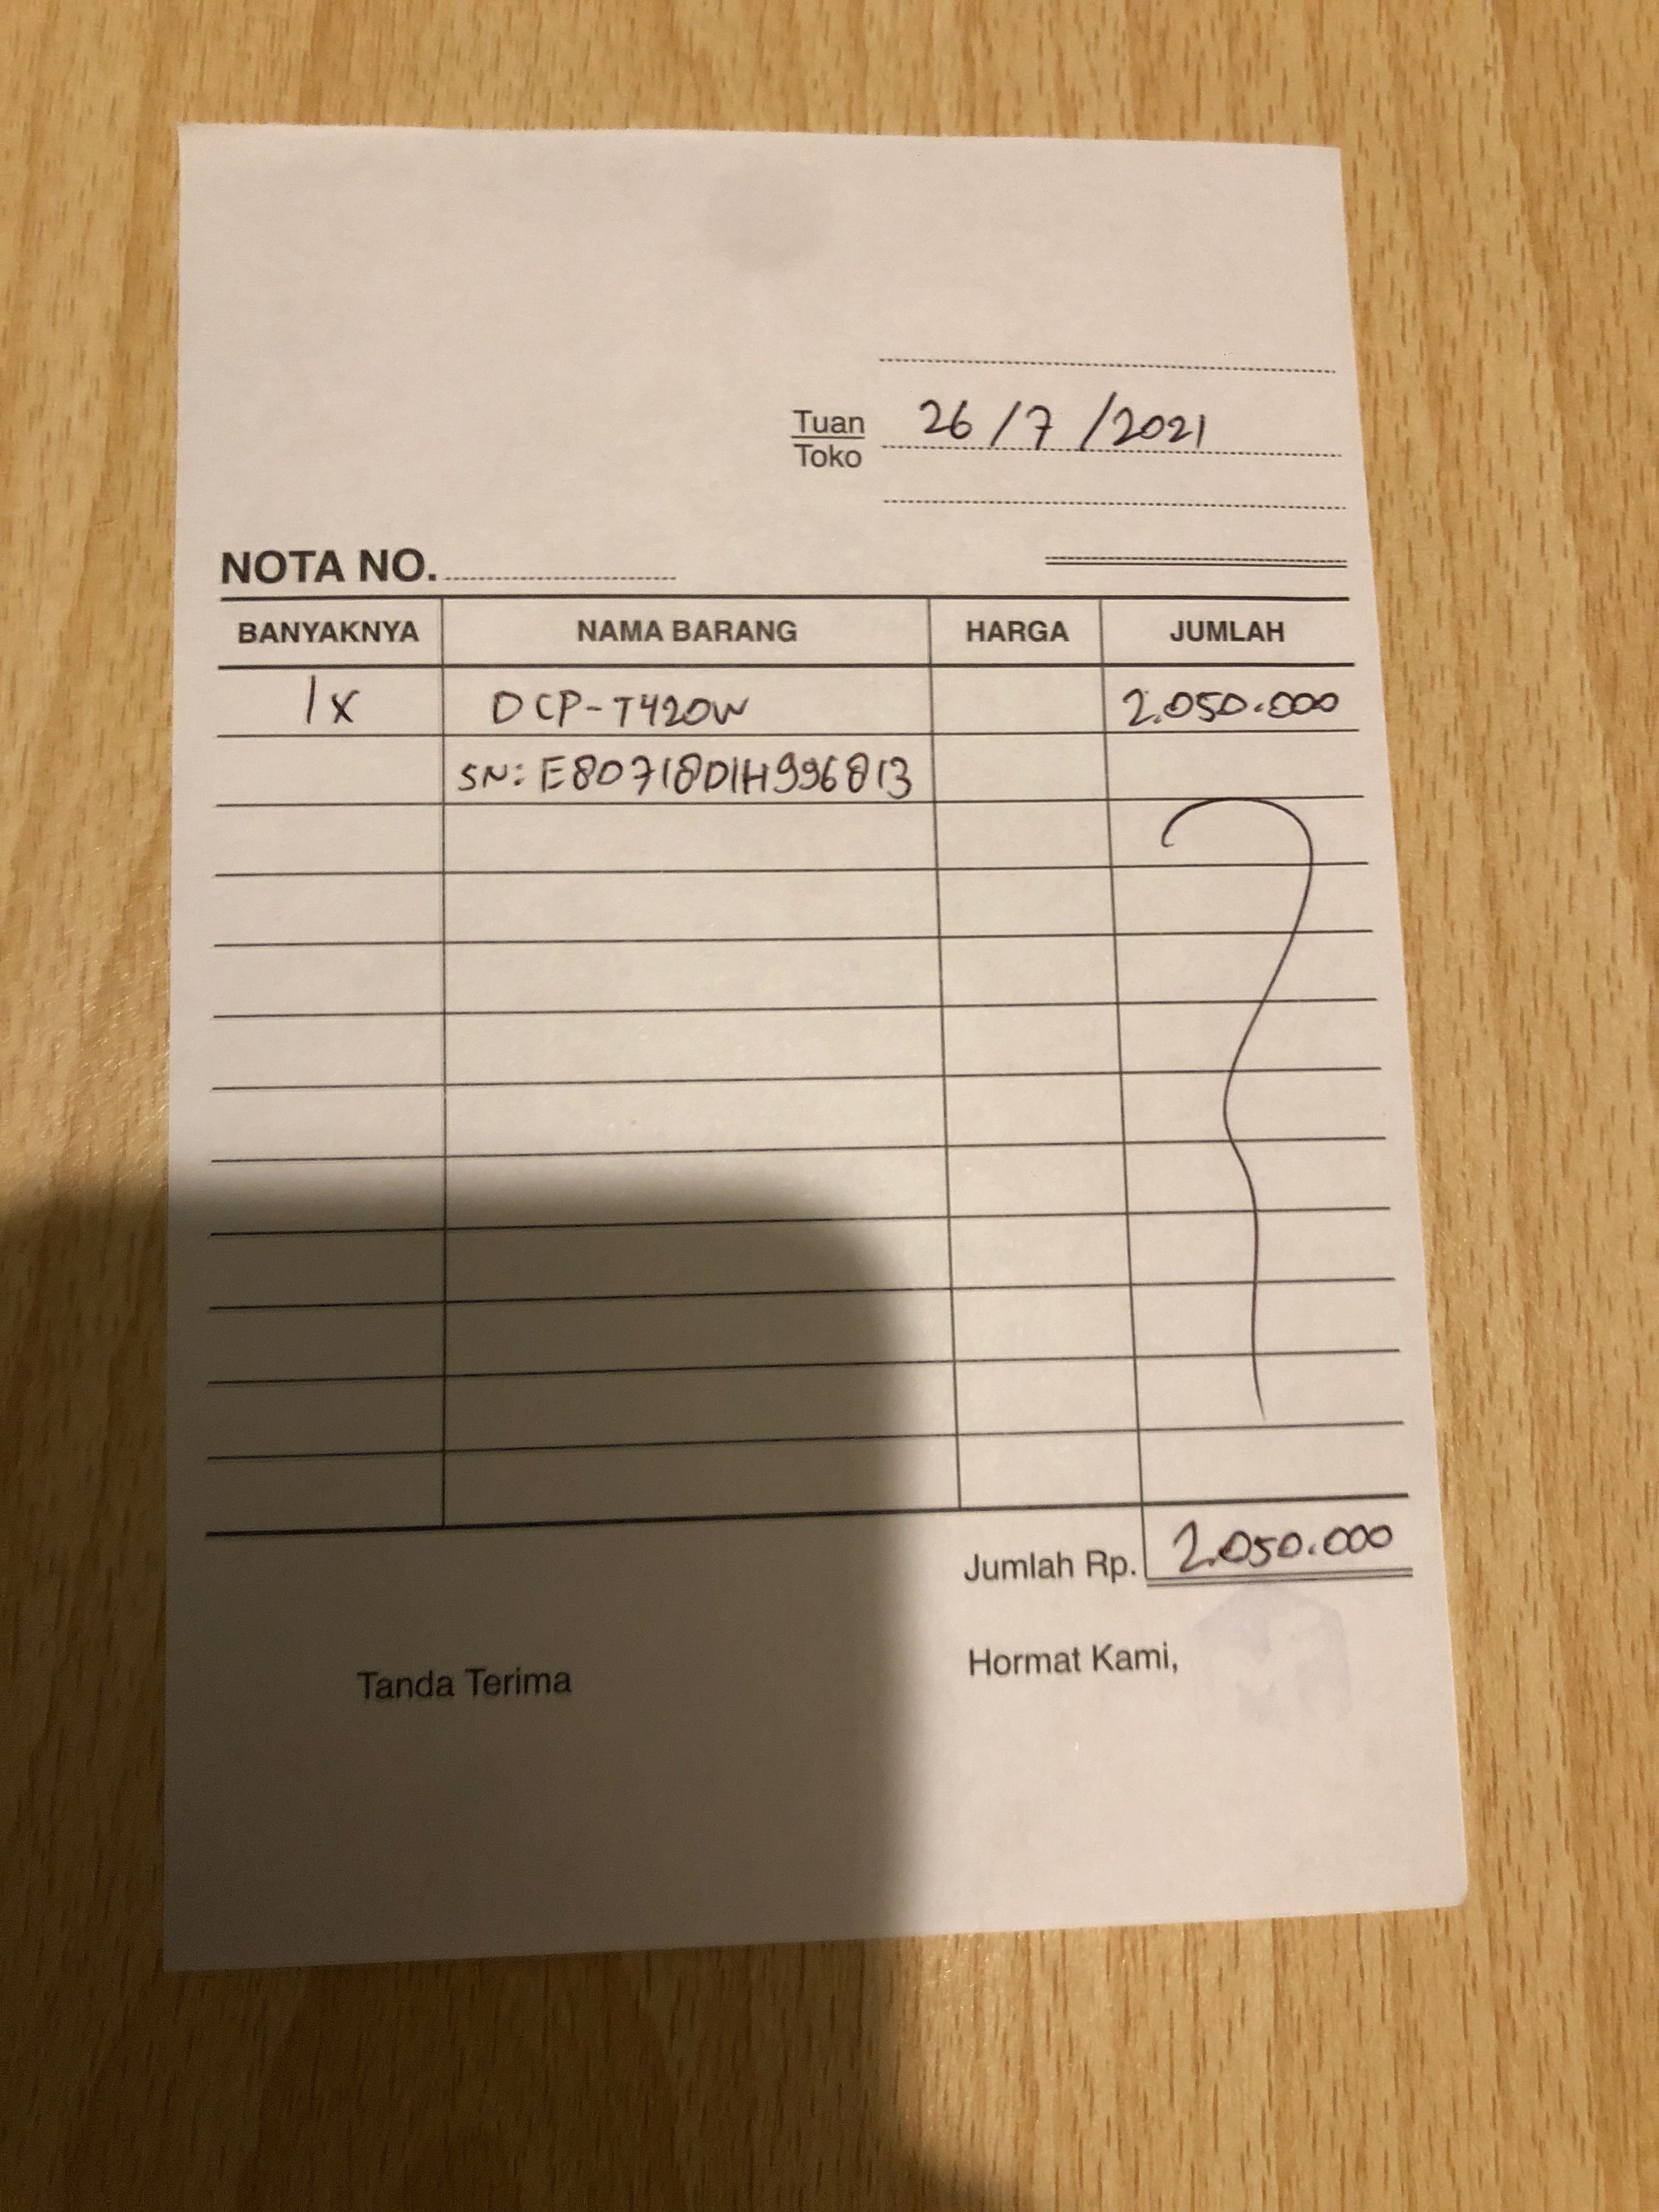 Tuan 26/7/2021
Toko
NOTA NO.
BANYAKNYA NAMA BARANG HARGA JUMLAH
1x DCP-T420W 2.050.000
SN: E80718D1H996813
Jumlah Rp. 2.050.000
Tanda Terima Hormat Kami,